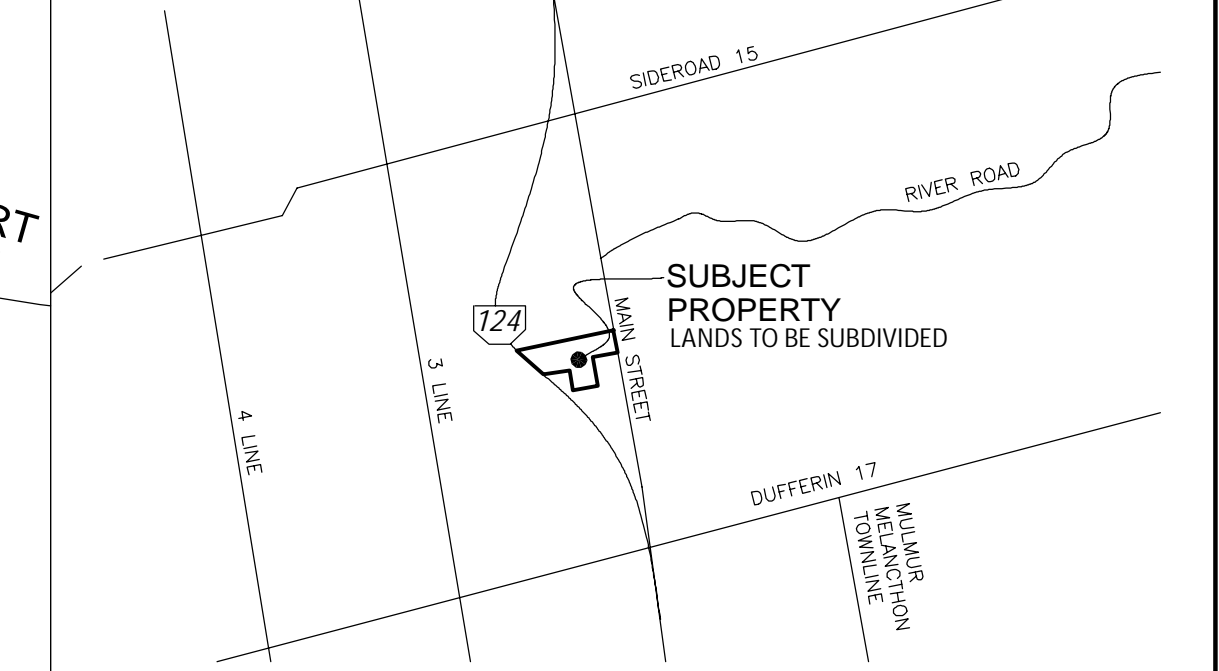 SIDEROAD 15
RIVER ROAD
RT
SUBJECT
PROPERTY
LANDS TO BE SUBDIVIDED
124
MAIN STREET
3 LINE
4 LINE
DUFFERIN 17
MULMUR
MELANCTHON
TOWNLINE